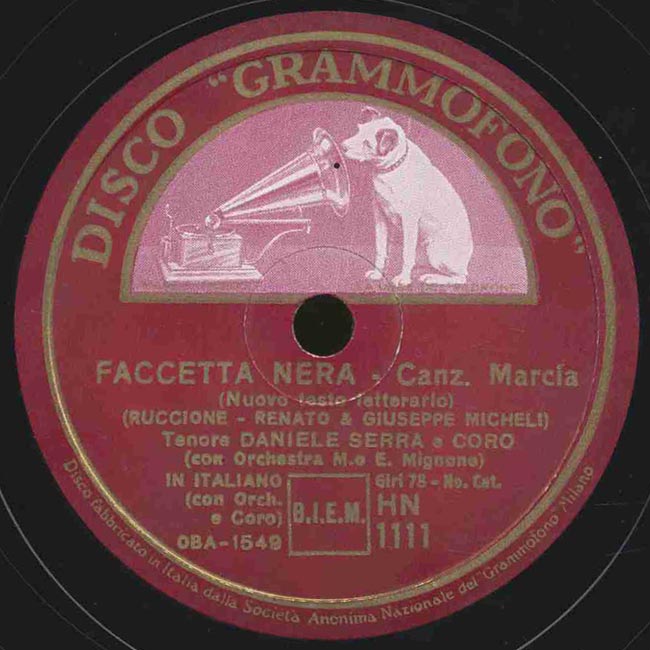 DISCO "GRAMMOFONO"
FACCETTA NERA - Canz. Marcia
(Nuovo testo letterario)
(RUCCIONE - RENATO & GIUSEPPE MICHELI)
Tenore DANIELE SERRA e CORO
(con Orchestra M.o E. Mignone)
IN ITALIANO
(con Orch.
e Coro)
OBA-1549
B.I.E.M.
Giri 78 - No. Cat.
HN
1111
Disco fabbricato in Italia dalla Società Anonima Nazionale del "Grammofono" Milano